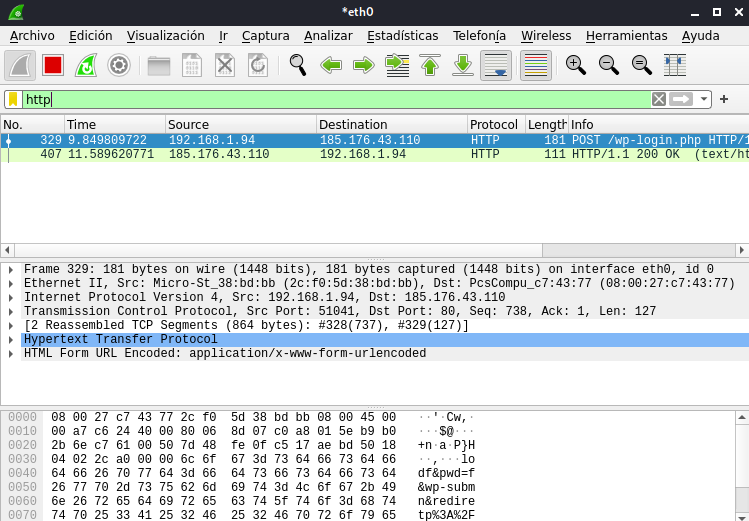 *eth0
Archivo Edición Visualización Ir Captura Analizar Estadísticas Telefonía Wireless Herramientas Ayuda
http
No. Time Source Destination Protocol Length Info
329 9.849809722 192.168.1.94 185.176.43.110 HTTP 181 POST /wp-login.php HTTP/1
407 11.589620771 185.176.43.110 192.168.1.94 HTTP 111 HTTP/1.1 200 OK (text/ht
Frame 329: 181 bytes on wire (1448 bits), 181 bytes captured (1448 bits) on interface eth0, id 0
Ethernet II, Src: Micro-St_38:bd:bb (2c:f0:5d:38:bd:bb), Dst: PcsCompu_c7:43:77 (08:00:27:c7:43:77)
Internet Protocol Version 4, Src: 192.168.1.94, Dst: 185.176.43.110
Transmission Control Protocol, Src Port: 51041, Dst Port: 80, Seq: 738, Ack: 1, Len: 127
[2 Reassembled TCP Segments (864 bytes): #328(737), #329(127)]
Hypertext Transfer Protocol
HTML Form URL Encoded: application/x-www-form-urlencoded
0000 08 00 27 c7 43 77 2c f0 5d 38 bd bb 08 00 45 00 ··'·Cw,·
0010 00 a7 c6 24 40 00 80 06 8d 07 c0 a8 01 5e b9 b0 ···$@···
0020 2b 6e c7 61 00 50 7d 48 fe 0f c5 17 ae bd 50 18 +n·a·P}H
0030 04 02 2c a0 00 00 6c 6f 67 3d 73 64 66 73 64 66 ··,···lo
0040 64 66 26 70 77 64 3d 66 64 73 66 73 64 66 73 64 df&pwd=f
0050 26 77 70 2d 73 75 62 6d 69 74 3d 4c 6f 67 2b 49 &wp-subm
0060 6e 26 72 65 64 69 72 65 63 74 5f 74 6f 3d 68 74 n&redire
0070 74 70 25 33 41 25 32 46 25 32 46 70 72 6f 79 65 tp%3A%2F